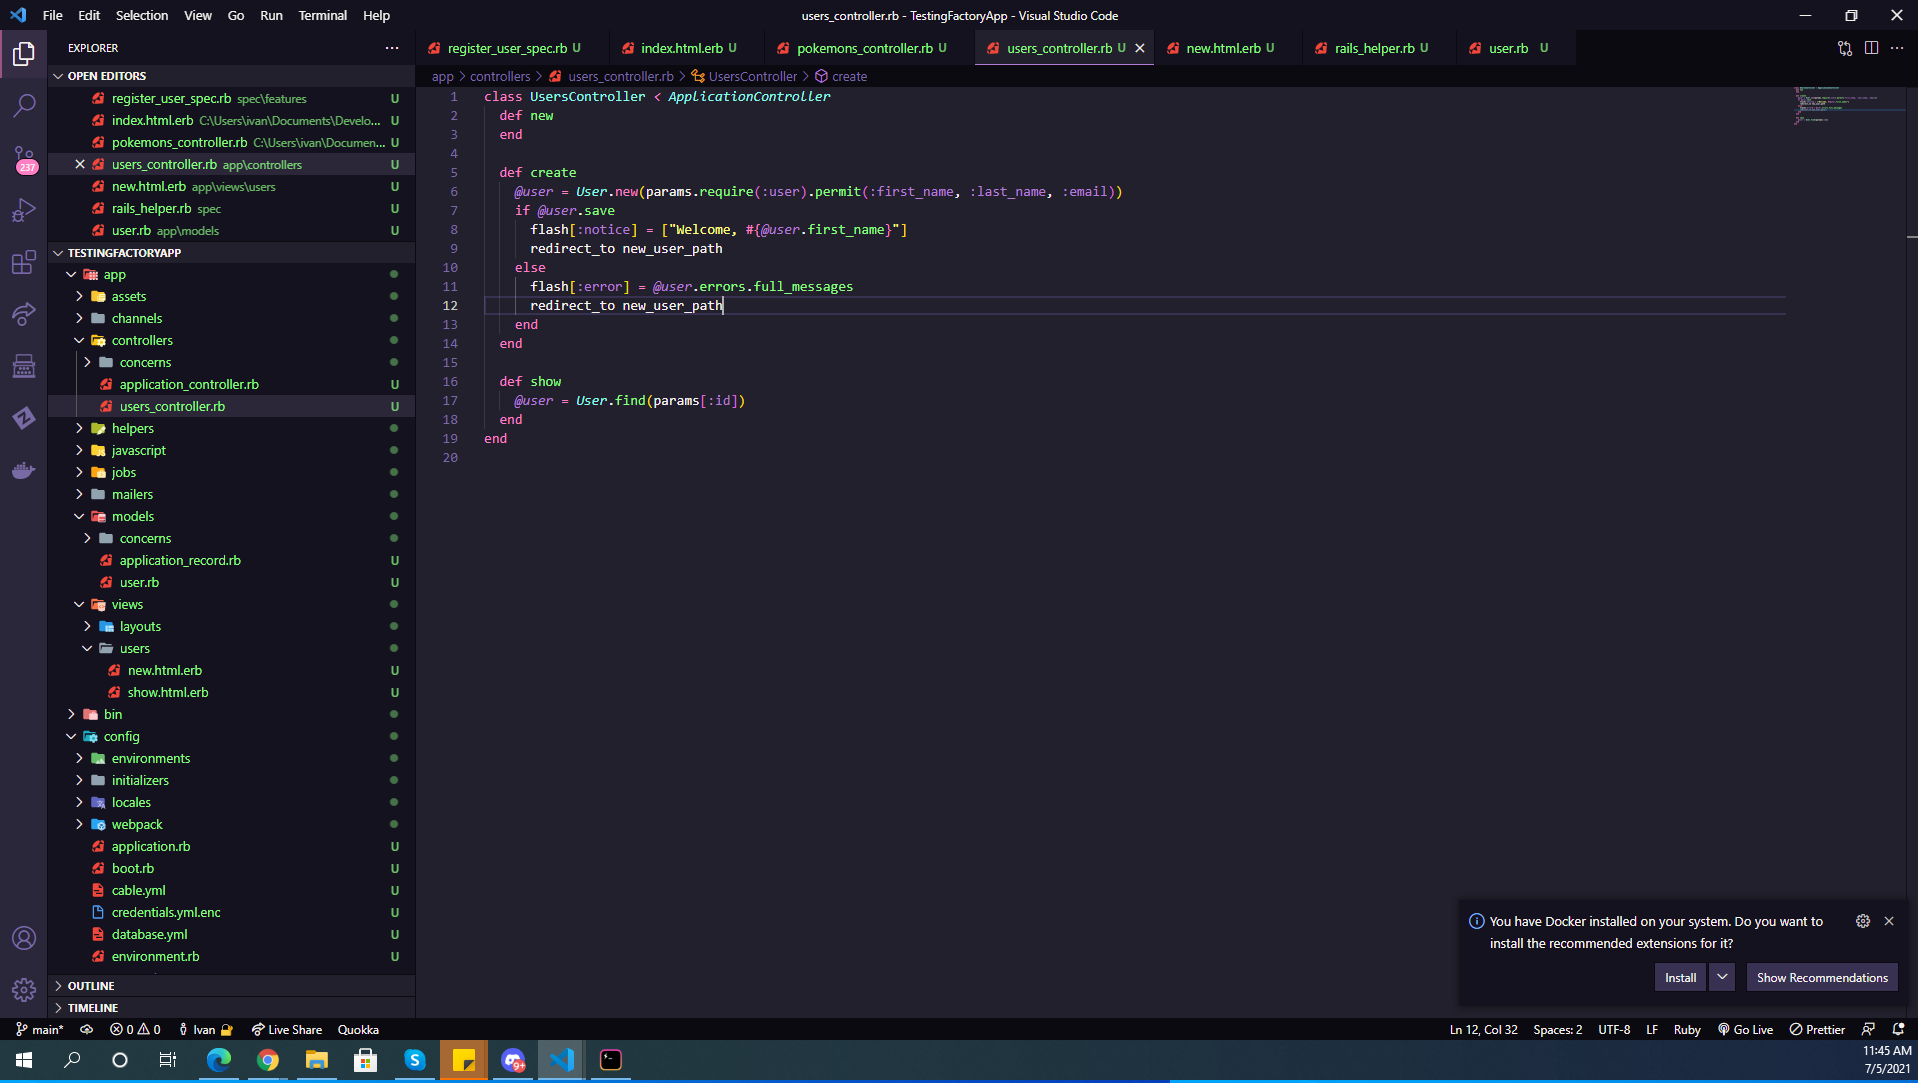 File Edit Selection View Go Run Terminal Help
users_controller.rb - TestingFactoryApp - Visual Studio Code
EXPLORER
OPEN EDITORS
register_user_spec.rb spec\features U
index.html.erb C:\Users\ivan\Documents\Develo... U
pokemons_controller.rb C:\Users\ivan\Documen... U
users_controller.rb app\controllers U
new.html.erb app\views\users U
rails_helper.rb spec U
user.rb app\models U
TESTINGFACTORYAPP
app
assets
channels
controllers
concerns
application_controller.rb U
users_controller.rb U
helpers
javascript
jobs
mailers
models
concerns
application_record.rb U
user.rb U
views
layouts
users
new.html.erb U
show.html.erb U
bin
config
environments
initializers
locales
webpack
application.rb U
boot.rb U
cable.yml U
credentials.yml.enc U
database.yml U
environment.rb U
OUTLINE
TIMELINE
237
register_user_spec.rb U index.html.erb U pokemons_controller.rb U users_controller.rb U new.html.erb U rails_helper.rb U user.rb U
app > controllers > users_controller.rb > UsersController > create
1 class UsersController < ApplicationController
2 def new
3 end
4
5 def create
6 @user = User.new(params.require(:user).permit(:first_name, :last_name, :email))
7 if @user.save
8 flash[:notice] = ["Welcome, #{@user.first_name}"]
9 redirect_to new_user_path
10 else
11 flash[:error] = @user.errors.full_messages
12 redirect_to new_user_path
13 end
14 end
15
16 def show
17 @user = User.find(params[:id])
18 end
19 end
20
You have Docker installed on your system. Do you want to
install the recommended extensions for it?
Install Show Recommendations
main* 0 0 Ivan Live Share Quokka
Ln 12, Col 32 Spaces: 2 UTF-8 LF Ruby Go Live Prettier
9+
11:45 AM
7/5/2021